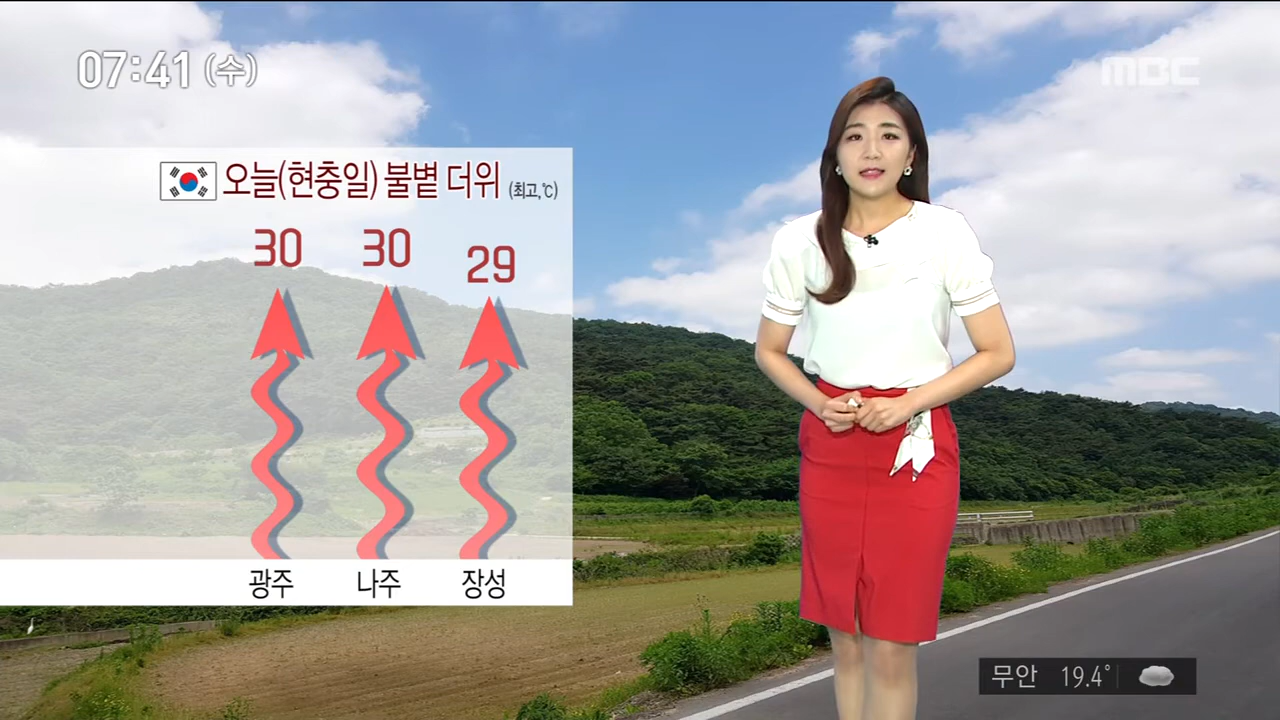 07:41 (수)
MBC
오늘(현충일) 불볕 더위 (최고,℃)
30 30 29
광주 나주 장성
무안 19.4°